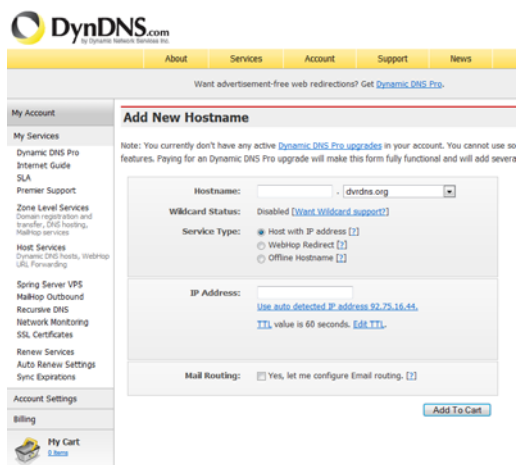 DynDNS.com
by Dynamic Network Services Inc.
About Services Account Support News
Want advertisement-free web redirections? Get Dynamic DNS Pro.
My Account
My Services
Dynamic DNS Pro
Internet Guide
SLA
Premier Support
Zone Level Services
Domain registration and
transfer, DNS hosting,
MailHop services
Host Services
Dynamic DNS hosts, WebHop
URL Forwarding
Spring Server VPS
MailHop Outbound
Recursive DNS
Network Monitoring
SSL Certificates
Renew Services
Auto Renew Settings
Sync Expirations
Account Settings
Billing
My Cart
0 items
Add New Hostname
Note: You currently don't have any active Dynamic DNS Pro upgrades in your account. You cannot use so
features. Paying for an Dynamic DNS Pro upgrade will make this form fully functional and will add severa
Hostname: . dvrdns.org
Wildcard Status: Disabled [Want Wildcard support?]
Service Type: Host with IP address [?]
WebHop Redirect [?]
Offline Hostname [?]
IP Address:
Use auto detected IP address 92.75.16.44.
TTL value is 60 seconds. Edit TTL.
Mail Routing: Yes, let me configure Email routing. [?]
Add To Cart